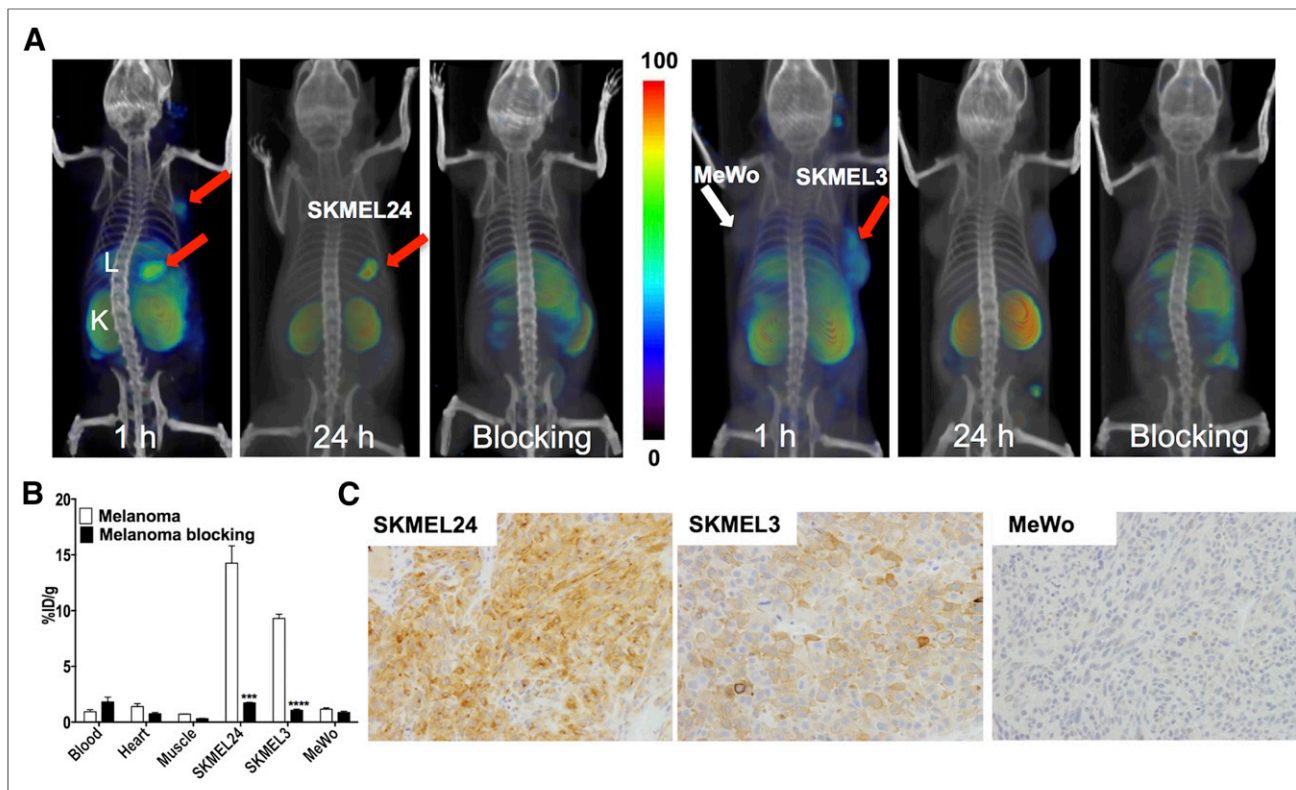 A
100
0
L
K
1 h
SKMEL24
24 h
Blocking
MeWo
SKMEL3
1 h
24 h
Blocking
B
%ID/g
20
15
10
5
0
Melanoma
Melanoma blocking
***
****
Blood
Heart
Muscle
SKMEL24
SKMEL3
MeWo
C
SKMEL24
SKMEL3
MeWo